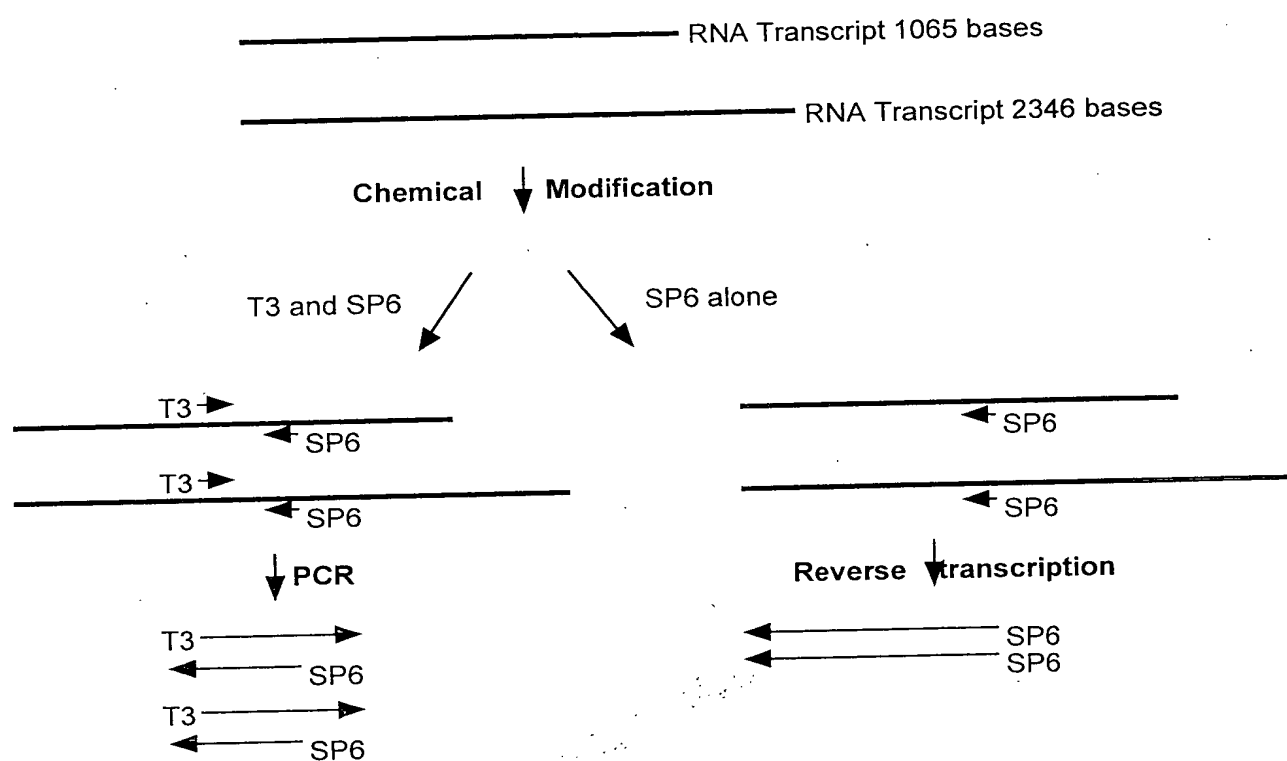 RNA Transcript 1065 bases
RNA Transcript 2346 bases
Chemical Modification
T3 and SP6
SP6 alone
T3
SP6
T3
SP6
SP6
SP6
PCR
Reverse transcription
T3
SP6
T3
SP6
SP6
SP6